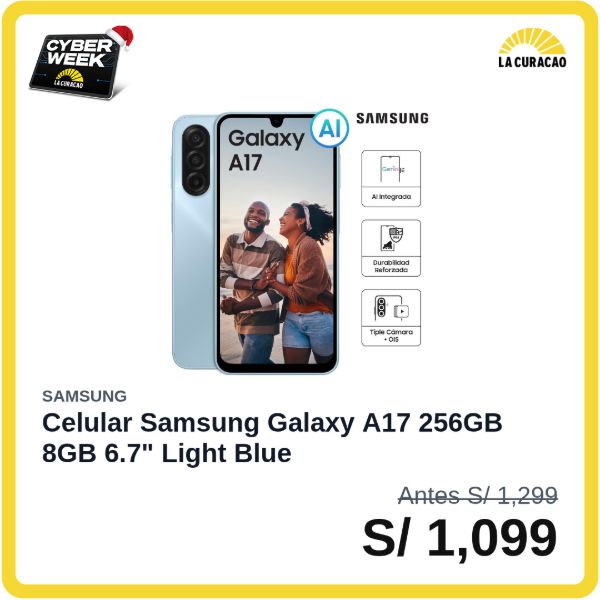 CYBER
WEEK
LA CURACAO
LA CURACAO
Galaxy
A17
AI
SAMSUNG
AI Integrada
Durabilidad
Reforzada
Tiple Cámara
+ OIS
SAMSUNG
Celular Samsung Galaxy A17 256GB
8GB 6.7" Light Blue
Antes S/ 1,299
S/ 1,099